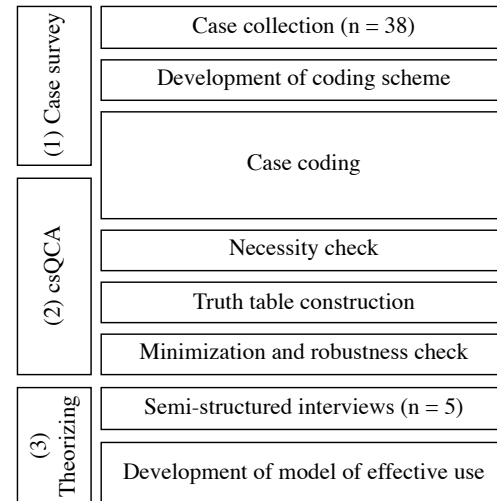 (1) Case survey
Case collection (n = 38)
Development of coding scheme
Case coding
(2) csQCA
Necessity check
Truth table construction
Minimization and robustness check
(3)
Theorizing
Semi-structured interviews (n = 5)
Development of model of effective use